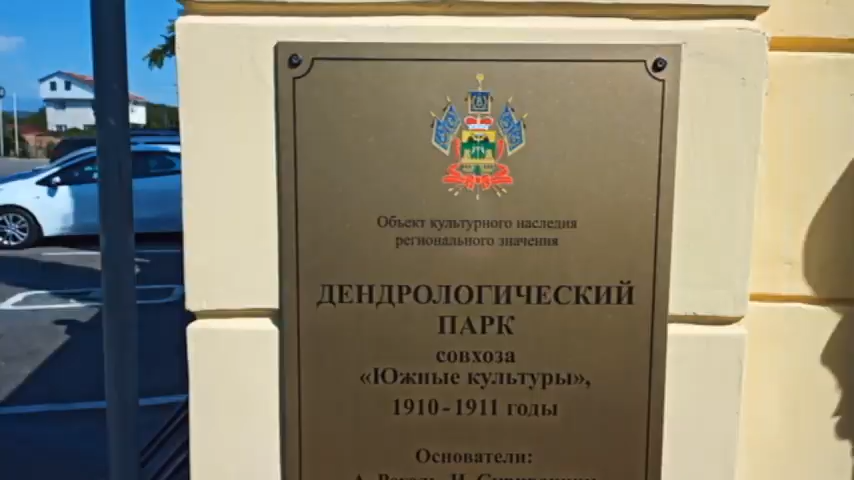 Объект культурного наследия
регионального значения
ДЕНДРОЛОГИЧЕСКИЙ
ПАРК
совхоза
«Южные культуры»,
1910-1911 годы
Основатели: